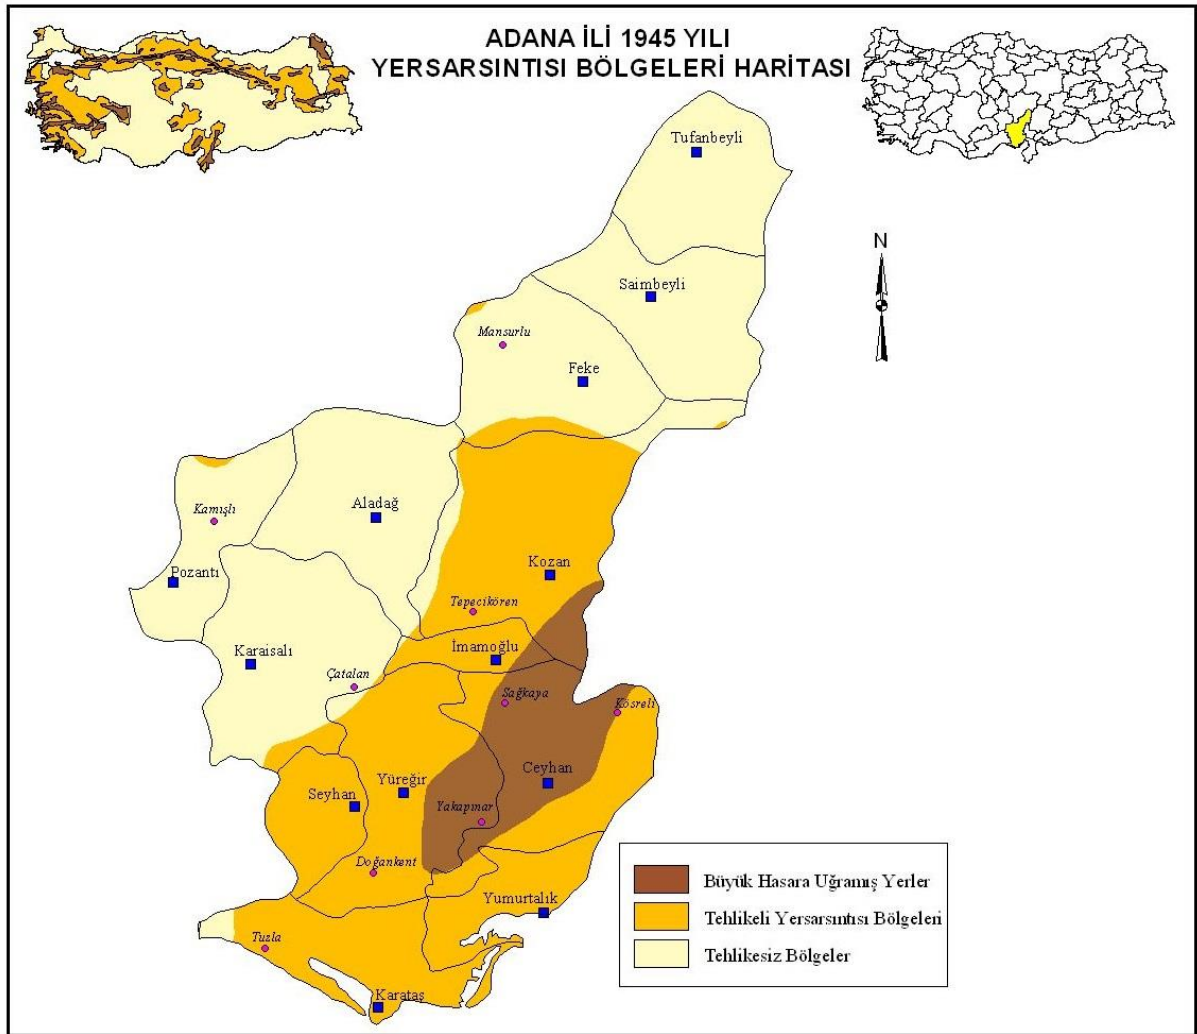 ADANA İLİ 1945 YILI
YERSARSINTISI BÖLGELERİ HARİTASI
Tufanbeyli
N
Saimbeyli
Mansurlu
Feke
Aladağ
Kamışlı
Kozan
Pozantı
Tepecikören
İmamoğlu
Karaisalı
Çatalan
Sağkaya
Kösreli
Ceyhan
Yüreğir
Seyhan
Yakapınar
Doğankent
Yumurtalık
Tuzla
Karataş
Büyük Hasara Uğramış Yerler
Tehlikeli Yersarsıntısı Bölgeleri
Tehlikesiz Bölgeler